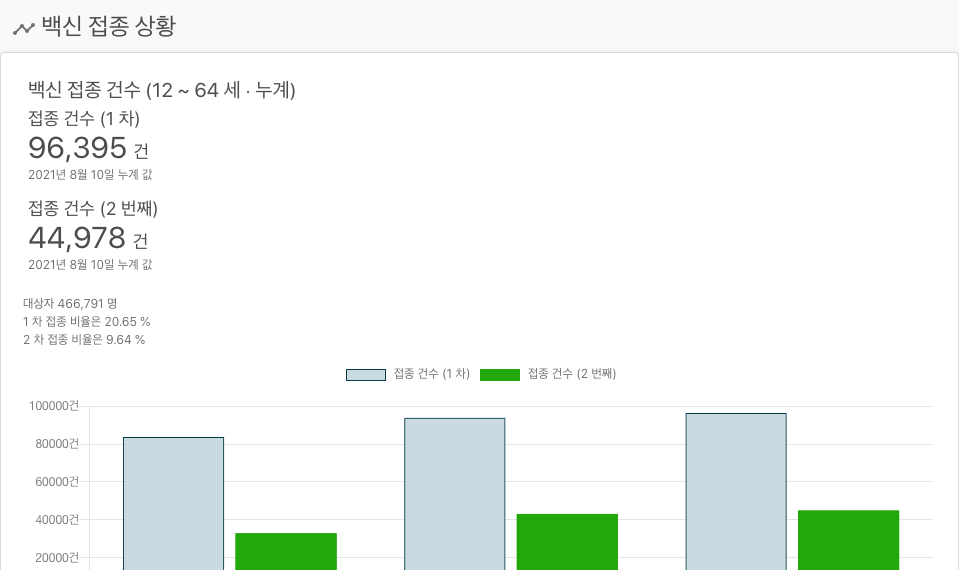 백신 접종 상황
백신 접종 건수 (12 ~ 64 세 · 누계)
접종 건수 (1 차)
96,395 건
2021년 8월 10일 누계 값
접종 건수 (2 번째)
44,978 건
2021년 8월 10일 누계 값
대상자 466,791 명
1 차 접종 비율은 20.65 %
2 차 접종 비율은 9.64 %
접종 건수 (1 차) 접종 건수 (2 번째)
100000건
80000건
60000건
40000건
20000건